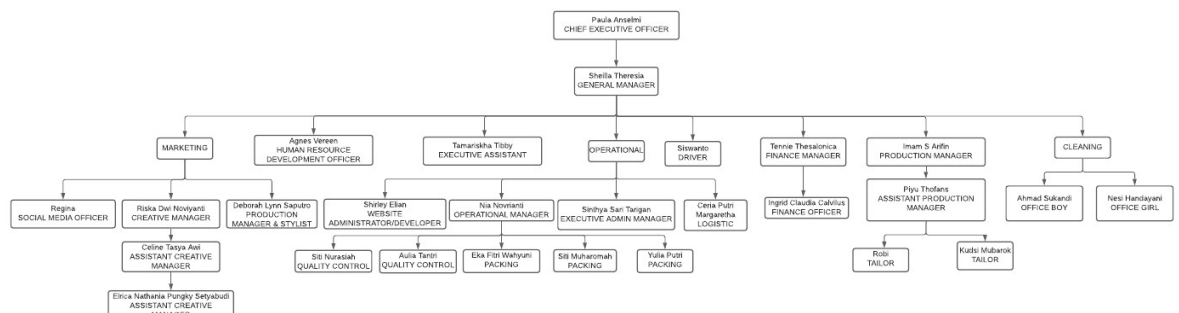 Paula Anselmi
CHIEF EXECUTIVE OFFICER
Sheilla Theresia
GENERAL MANAGER
MARKETING
Agnes Vereen
HUMAN RESOURCE
DEVELOPMENT OFFICER
Tamariskha Tibby
EXECUTIVE ASSISTANT
OPERATIONAL
Siswanto
DRIVER
Tennie Thesalonica
FINANCE MANAGER
Imam S Arifin
PRODUCTION MANAGER
CLEANING
Regina
SOCIAL MEDIA OFFICER
Riska Dwi Noviyanti
CREATIVE MANAGER
Deborah Lynn Saputro
PRODUCTION
MANAGER & STYLIST
Shirley Elian
WEBSITE
ADMINISTRATOR/DEVELOPER
Nia Novrianti
OPERATIONAL MANAGER
Sinthya Sari Tarigan
EXECUTIVE ADMIN MANAGER
Ceria Putri
Margaretha
LOGISTIC
Ingrid Claudia Calvilus
FINANCE OFFICER
Piyu Thofans
ASSISTANT PRODUCTION
MANAGER
Ahmad Sukandi
OFFICE BOY
Nesi Handayani
OFFICE GIRL
Celine Tasya Awi
ASSISTANT CREATIVE
MANAGER
Siti Nurasiah
QUALITY CONTROL
Aulia Tantri
QUALITY CONTROL
Eka Fitri Wahyuni
PACKING
Siti Muharomah
PACKING
Yulia Putri
PACKING
Robi
TAILOR
Kudsi Mubarok
TAILOR
Elrica Nathania Pungky Setyabudi
ASSISTANT CREATIVE